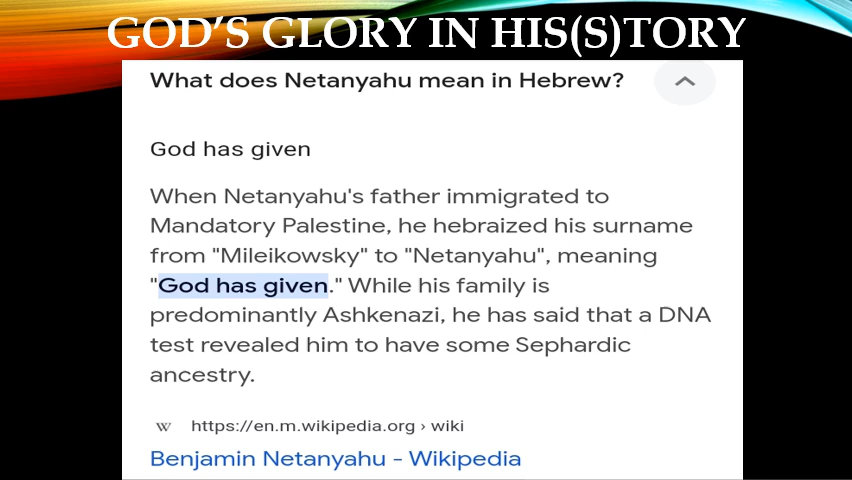 GOD’S GLORY IN HIS(S)TORY
What does Netanyahu mean in Hebrew?
God has given
When Netanyahu's father immigrated to
Mandatory Palestine, he hebraized his surname
from "Mileikowsky" to "Netanyahu", meaning
"God has given." While his family is
predominantly Ashkenazi, he has said that a DNA
test revealed him to have some Sephardic
ancestry.
W https://en.m.wikipedia.org › wiki
Benjamin Netanyahu - Wikipedia